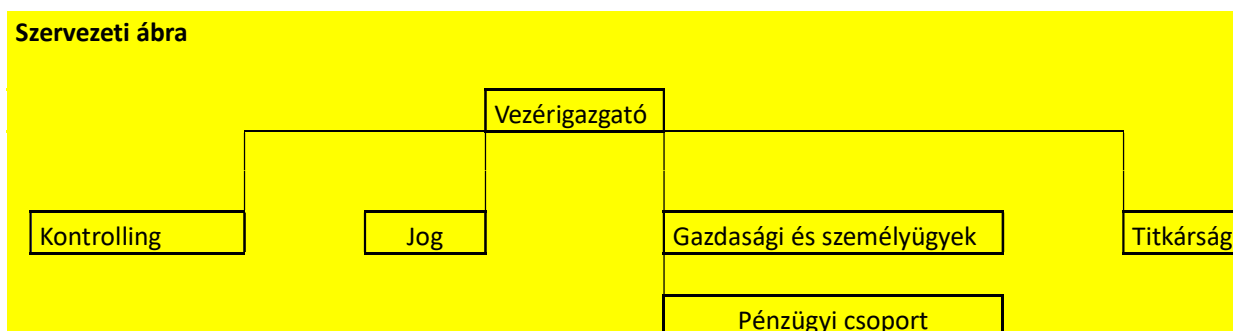 Szervezeti ábra
Vezérigazgató
Kontrolling
Jog
Gazdasági és személyügyek
Titkárság
Pénzügyi csoport